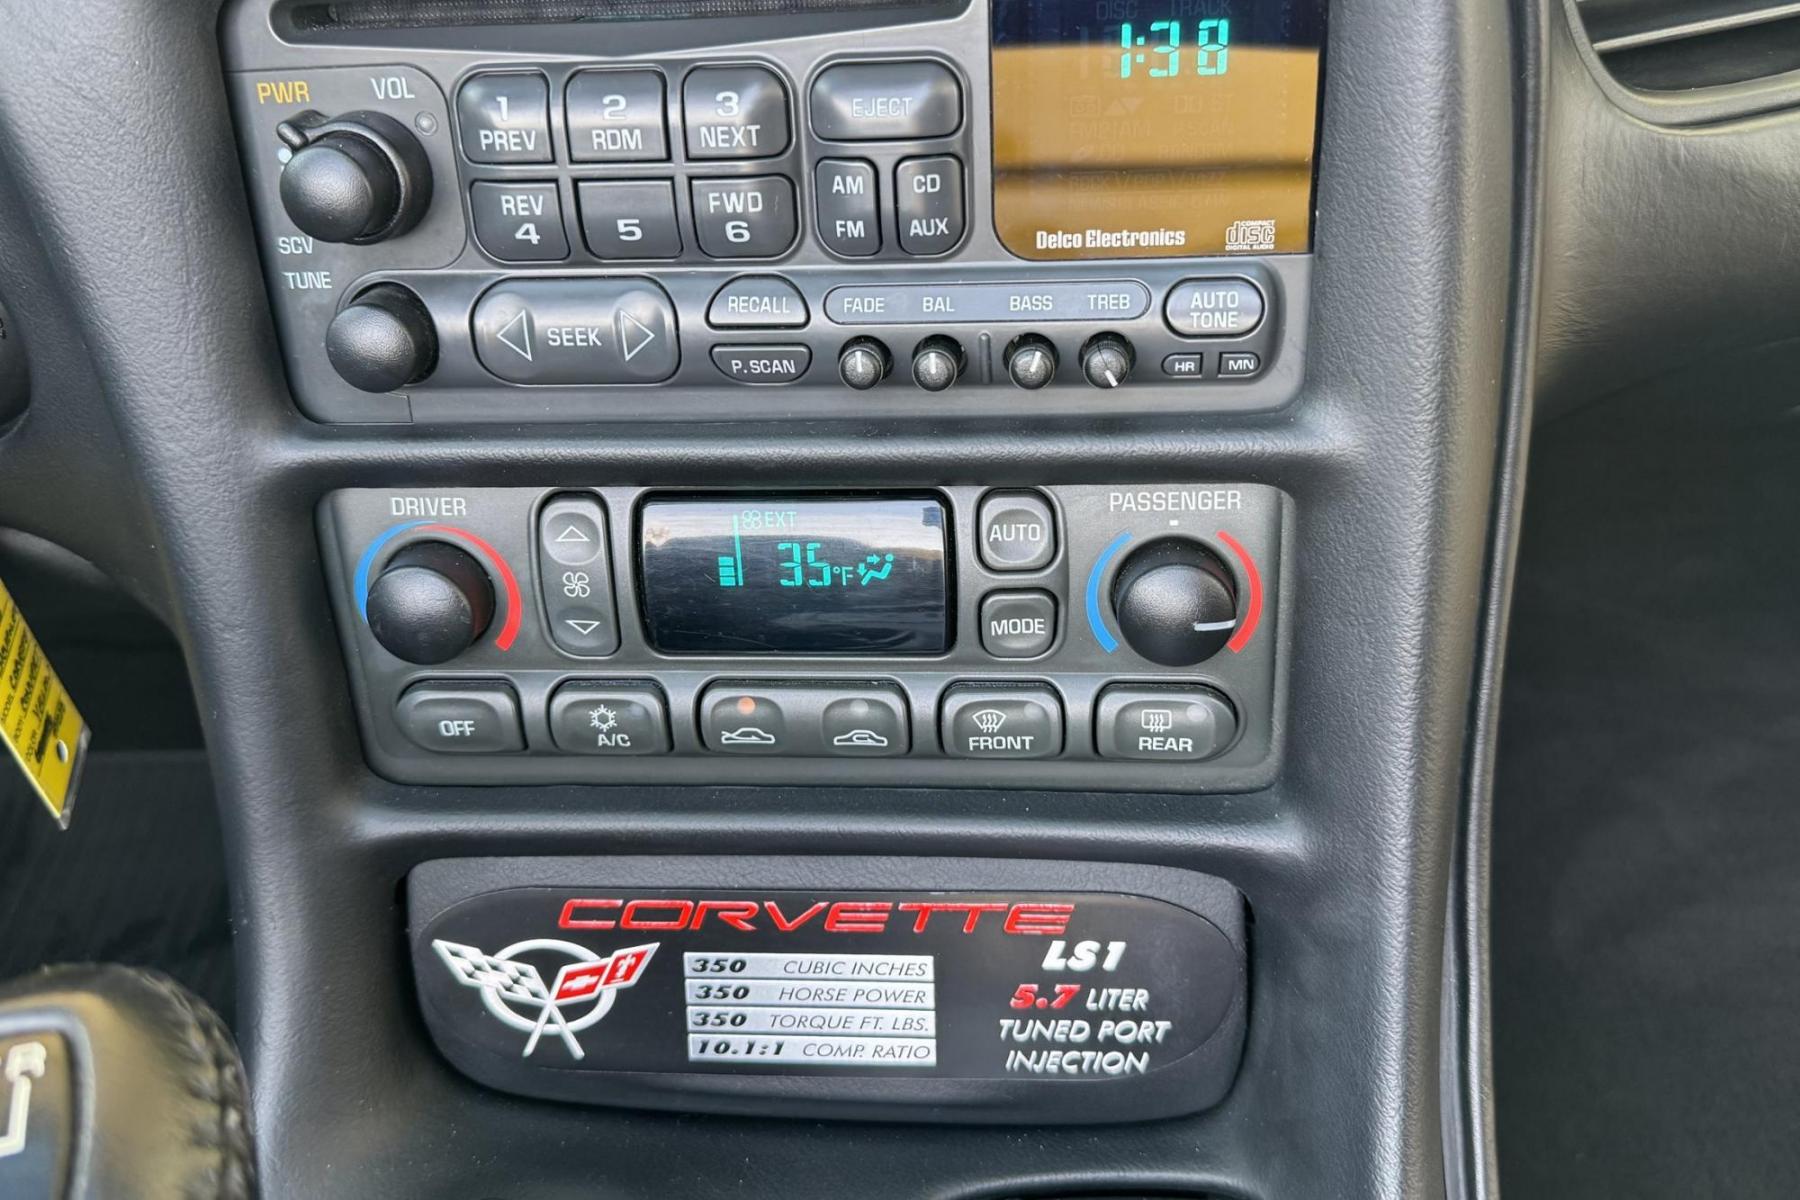 1:38
PWR VOL
1 PREV
2 RDM
3 NEXT
EJECT
REV 4
5
FWD 6
AM FM
CD AUX
Delco Electronics
COMPACT disc DIGITAL AUDIO
SCV
TUNE
SEEK
RECALL
P.SCAN
FADE BAL BASS TREB
AUTO TONE
HR MN
DRIVER
EXT
35°F
AUTO
MODE
PASSENGER
OFF
A/C
FRONT
REAR
CORVETTE
350 CUBIC INCHES
350 HORSE POWER
350 TORQUE FT. LBS.
10.1:1 COMP. RATIO
LS1
5.7 LITER
TUNED PORT
INJECTION
R